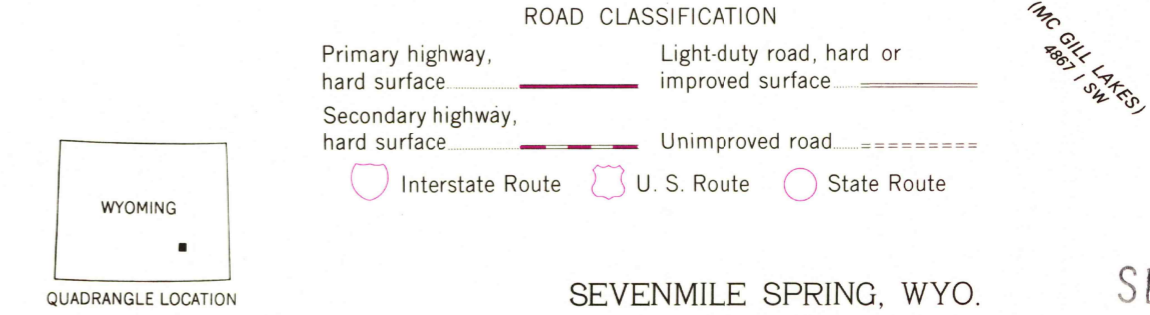 ROAD CLASSIFICATION
Primary highway,
hard surface
Light-duty road, hard or
improved surface
Secondary highway,
hard surface
Unimproved road
Interstate Route
U. S. Route
State Route
(MC GILL LAKES)
4867 I SW
WYOMING
QUADRANGLE LOCATION
SEVENMILE SPRING, WYO.